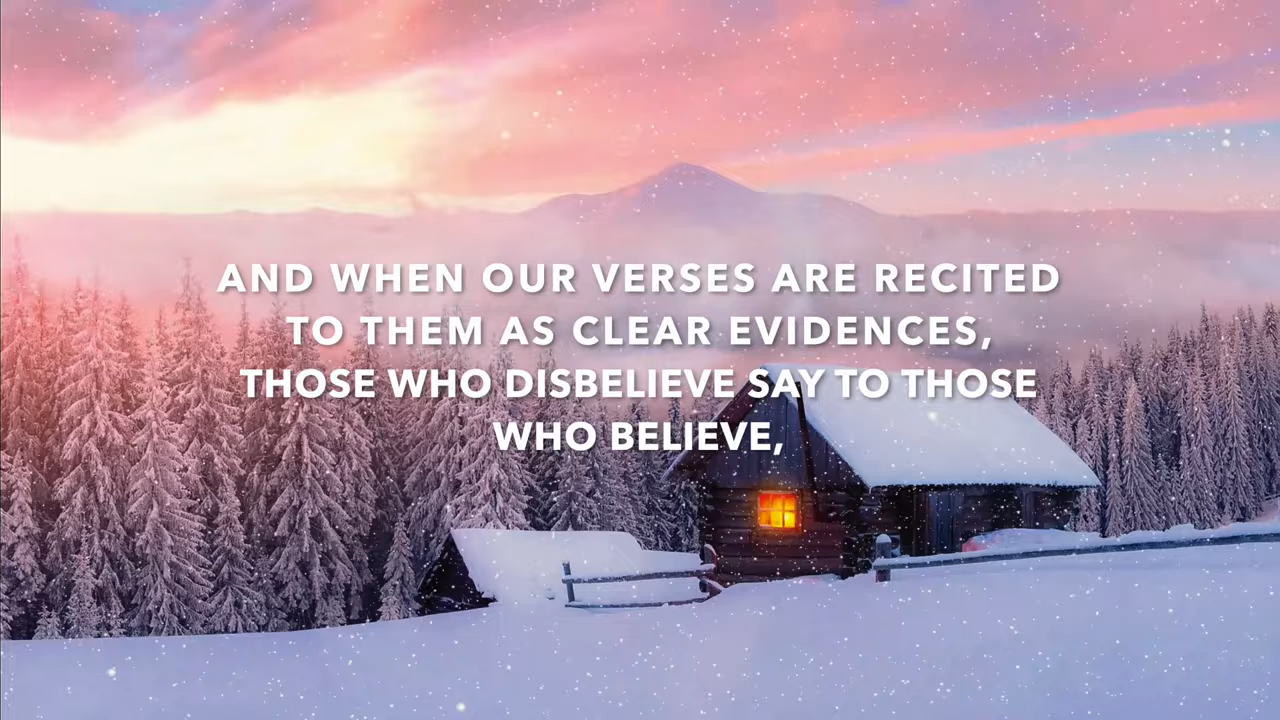 AND WHEN OUR VERSES ARE RECITED
TO THEM AS CLEAR EVIDENCES,
THOSE WHO DISBELIEVE SAY TO THOSE
WHO BELIEVE,